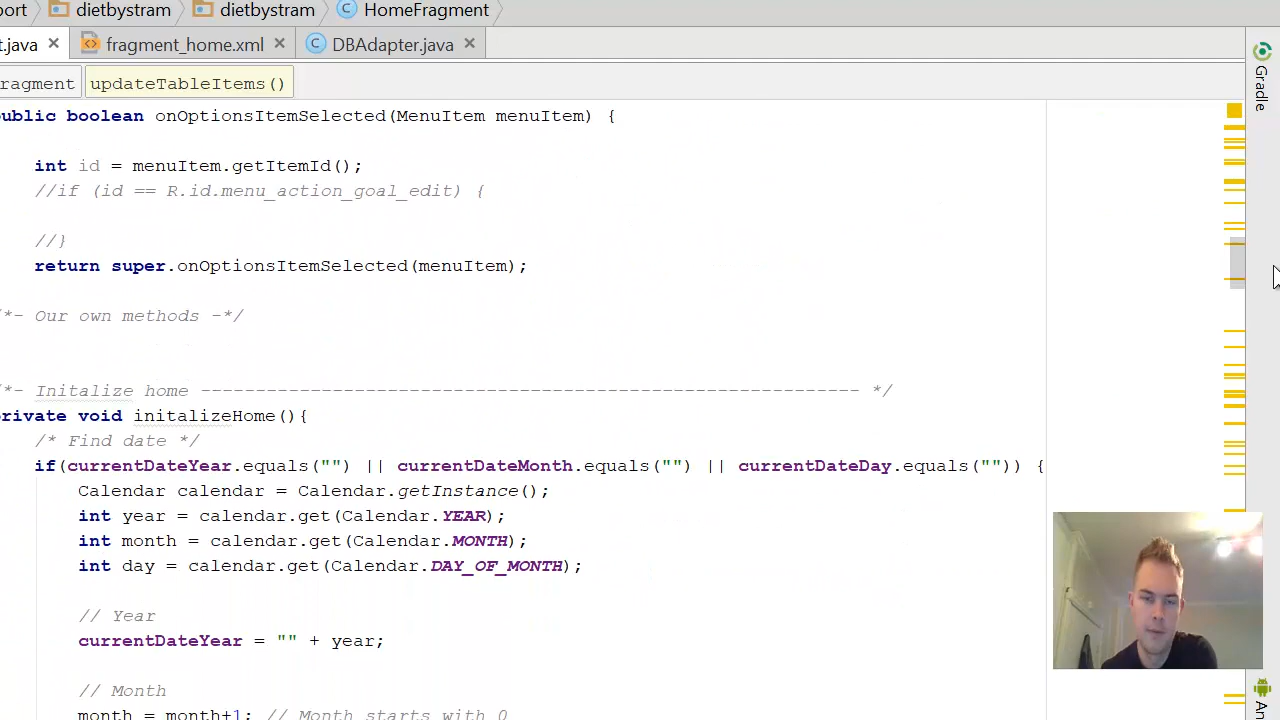 port dietbystram dietbystram HomeFragment
t.java fragment_home.xml DBAdapter.java
ragment updateTableItems()
public boolean onOptionsItemSelected(MenuItem menuItem) {
int id = menuItem.getItemId();
//if (id == R.id.menu_action_goal_edit) {
//}
return super.onOptionsItemSelected(menuItem);
/*- Our own methods -*/
/*- Initalize home ------------------------------------------------------------ */
private void initalizeHome(){
/* Find date */
if(currentDateYear.equals("") || currentDateMonth.equals("") || currentDateDay.equals("")) {
Calendar calendar = Calendar.getInstance();
int year = calendar.get(Calendar.YEAR);
int month = calendar.get(Calendar.MONTH);
int day = calendar.get(Calendar.DAY_OF_MONTH);
// Year
currentDateYear = "" + year;
// Month
month = month+1; // Month starts with 0
Gradle
An